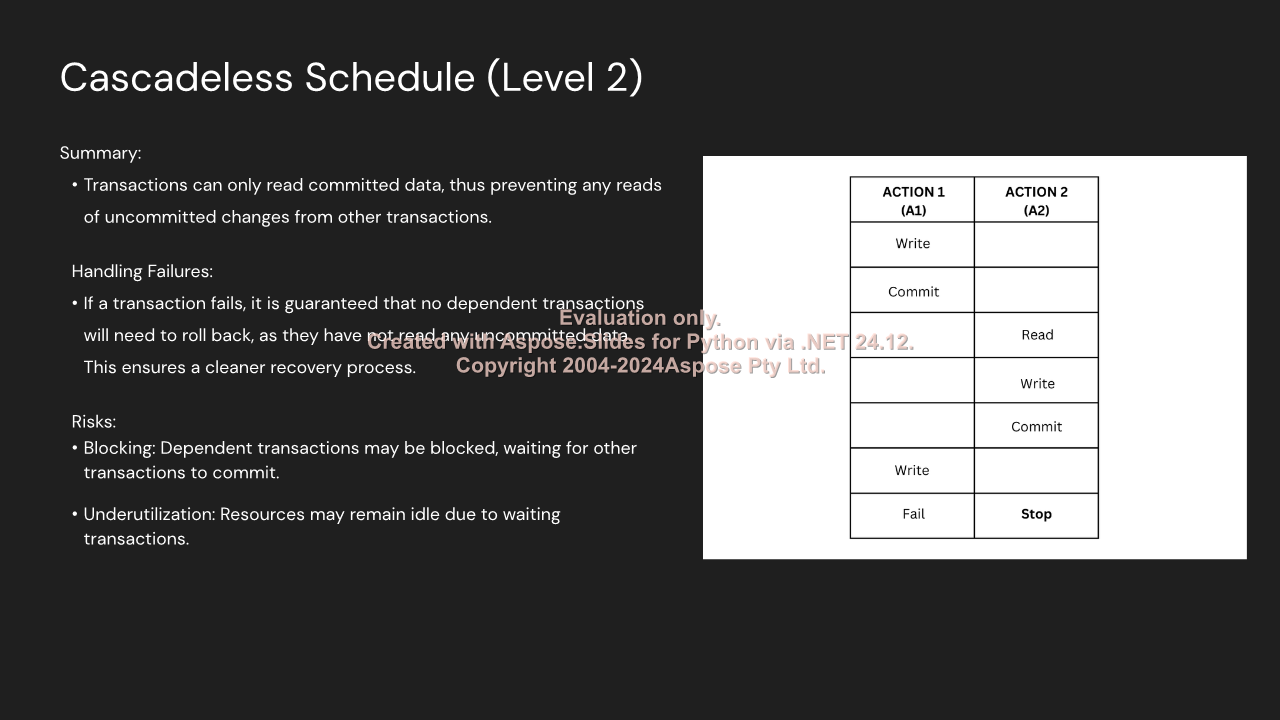 Cascadeless Schedule (Level 2)
Summary:
• Transactions can only read committed data, thus preventing any reads
of uncommitted changes from other transactions.
Handling Failures:
• If a transaction fails, it is guaranteed that no dependent transactions
will need to roll back, as they have not read any uncommitted data.
This ensures a cleaner recovery process.
Risks:
• Blocking: Dependent transactions may be blocked, waiting for other
transactions to commit.
• Underutilization: Resources may remain idle due to waiting
transactions.
Evaluation only.
Created with Aspose.Slides for Python via .NET 24.12.
Copyright 2004-2024Aspose Pty Ltd.
ACTION 1 ACTION 2
(A1) (A2)
Write
Commit
Read
Write
Commit
Write
Fail Stop